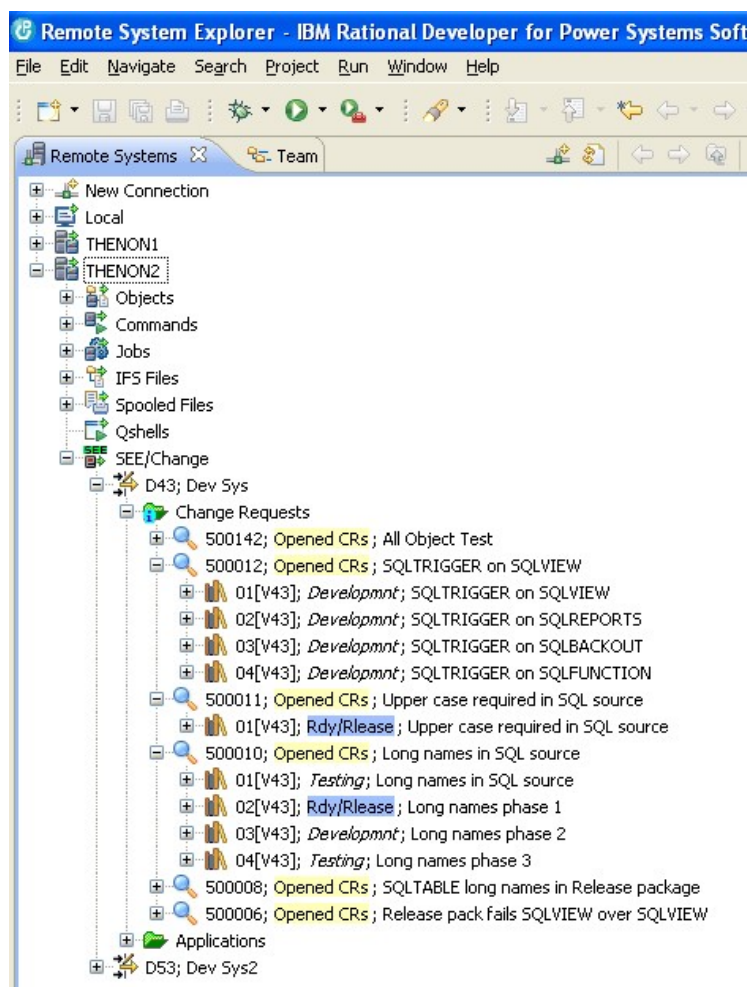 Remote System Explorer - IBM Rational Developer for Power Systems Soft
File Edit Navigate Search Project Run Window Help
Remote Systems Team
New Connection
Local
THENON1
THENON2
Objects
Commands
Jobs
IFS Files
Spooled Files
Qshells
SEE/Change
D43; Dev Sys
Change Requests
500142; Opened CRs; All Object Test
500012; Opened CRs; SQLTRIGGER on SQLVIEW
01[V43]; Developmnt; SQLTRIGGER on SQLVIEW
02[V43]; Developmnt; SQLTRIGGER on SQLREPORTS
03[V43]; Developmnt; SQLTRIGGER on SQLBACKOUT
04[V43]; Developmnt; SQLTRIGGER on SQLFUNCTION
500011; Opened CRs; Upper case required in SQL source
01[V43]; Rdy/Rlease; Upper case required in SQL source
500010; Opened CRs; Long names in SQL source
01[V43]; Testing; Long names in SQL source
02[V43]; Rdy/Rlease; Long names phase 1
03[V43]; Developmnt; Long names phase 2
04[V43]; Testing; Long names phase 3
500008; Opened CRs; SQLTABLE long names in Release package
500006; Opened CRs; Release pack fails SQLVIEW over SQLVIEW
Applications
D53; Dev Sys2